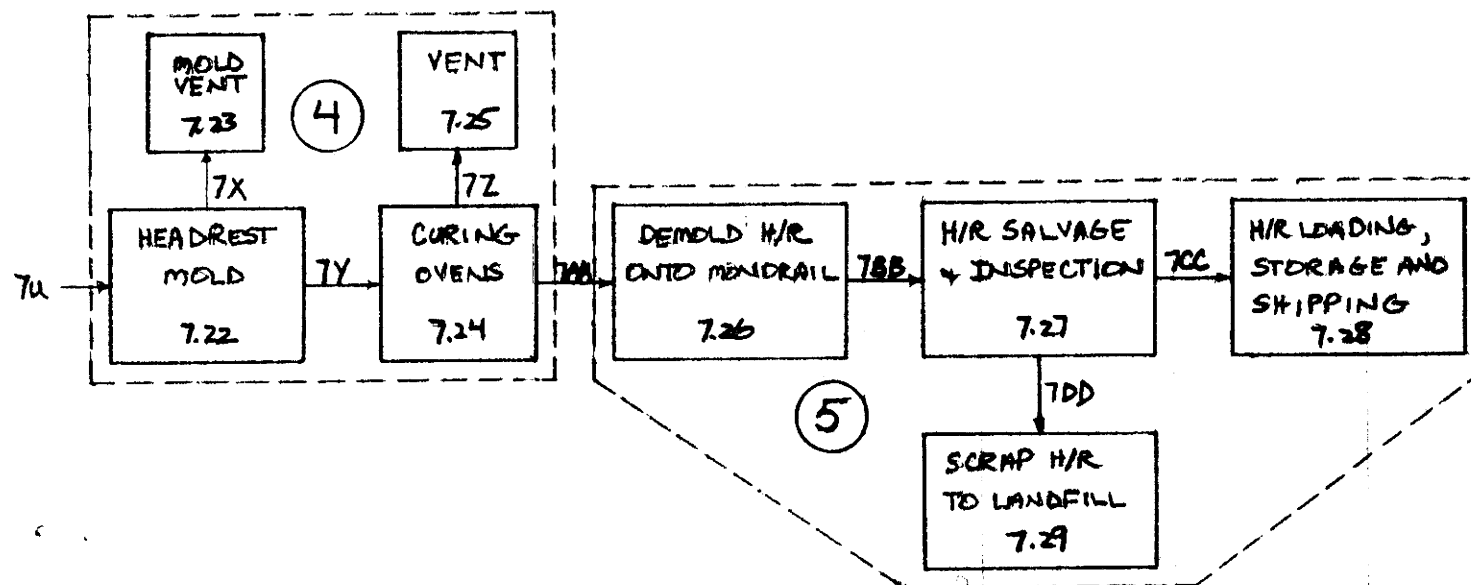 MOLD
VENT
7.23
4
VENT
7.25
7X
7Z
HEADREST
MOLD
7.22
CURING
OVENS
7.24
7U
7Y
7AA
DEMOLD H/R
ONTO MONDRAIL
7.26
7BB
H/R SALVAGE
& INSPECTION
7.27
7CC
H/R LOADING,
STORAGE AND
SHIPPING
7.28
5
7DD
SCRAP H/R
TO LANDFILL
7.29